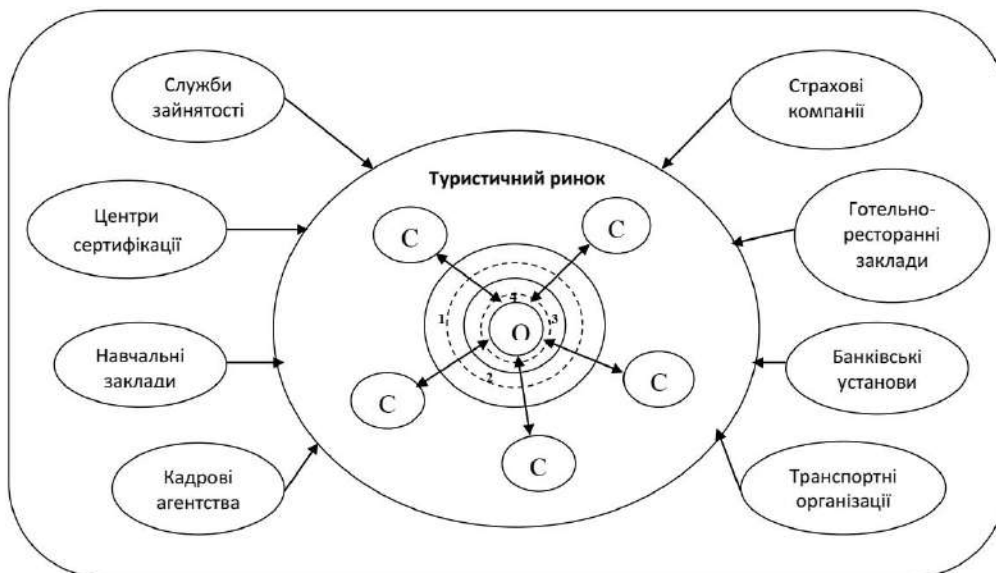 Служби
зайнятості
Страхові
компанії
Туристичний ринок
Центри
сертифікації
Готельно-
ресторанні
заклади
С
С
4
1
3
О
2
Навчальні
заклади
Банківські
установи
С
С
С
Кадрові
агентства
Транспортні
організації